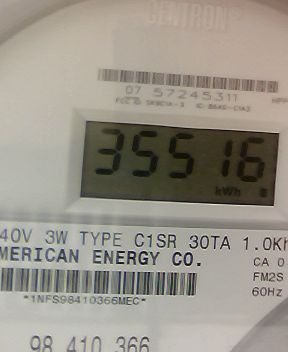 CENTRON®
07 57245311
35516
kWh
40V 3W TYPE C1SR 30TA 1.0Kh
MERICAN ENERGY CO.
CA 0
FM2S
60Hz
*1NFS98410366MEC*
98 410 366